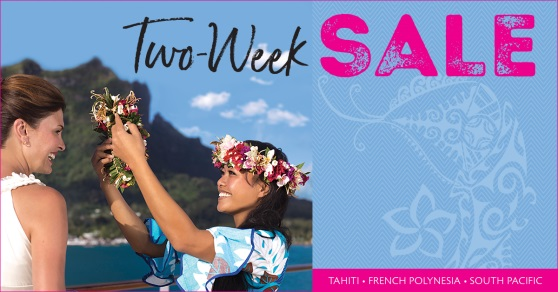 Two-Week SALE
TAHITI • FRENCH POLYNESIA • SOUTH PACIFIC